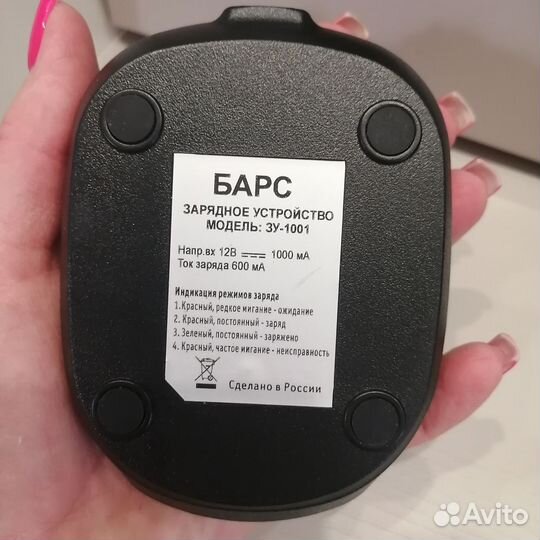 БАРС
ЗАРЯДНОЕ УСТРОЙСТВО
МОДЕЛЬ: ЗУ-1001
Напр.вх 12В 1000 мА
Ток заряда 600 мА
Индикация режимов заряда
1.Красный, редкое мигание - ожидание
2. Красный, постоянный - заряд
3. Зеленый, постоянный - заряжено
4. Красный, частое мигание - неисправность
Сделано в России
Avito